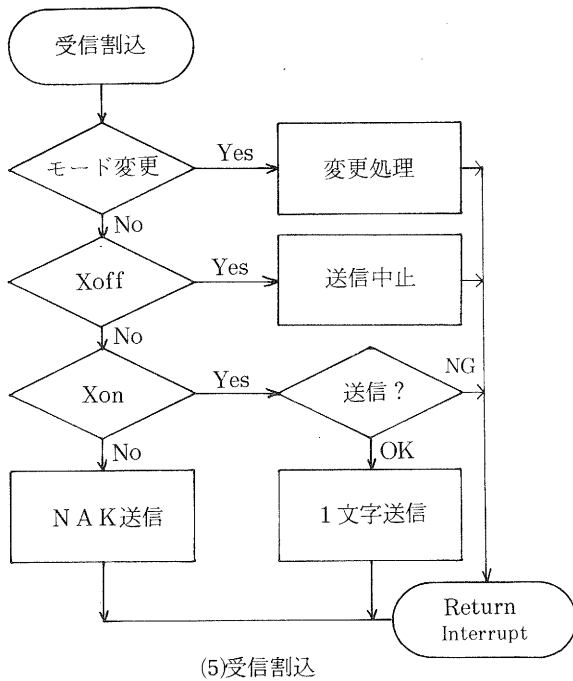 受信割込
モード変更
Yes
変更処理
No
Xoff
Yes
送信中止
No
Xon
Yes
送信？
NG
No
OK
ＮＡＫ送信
１文字送信
Return
Interrupt
(5)受信割込